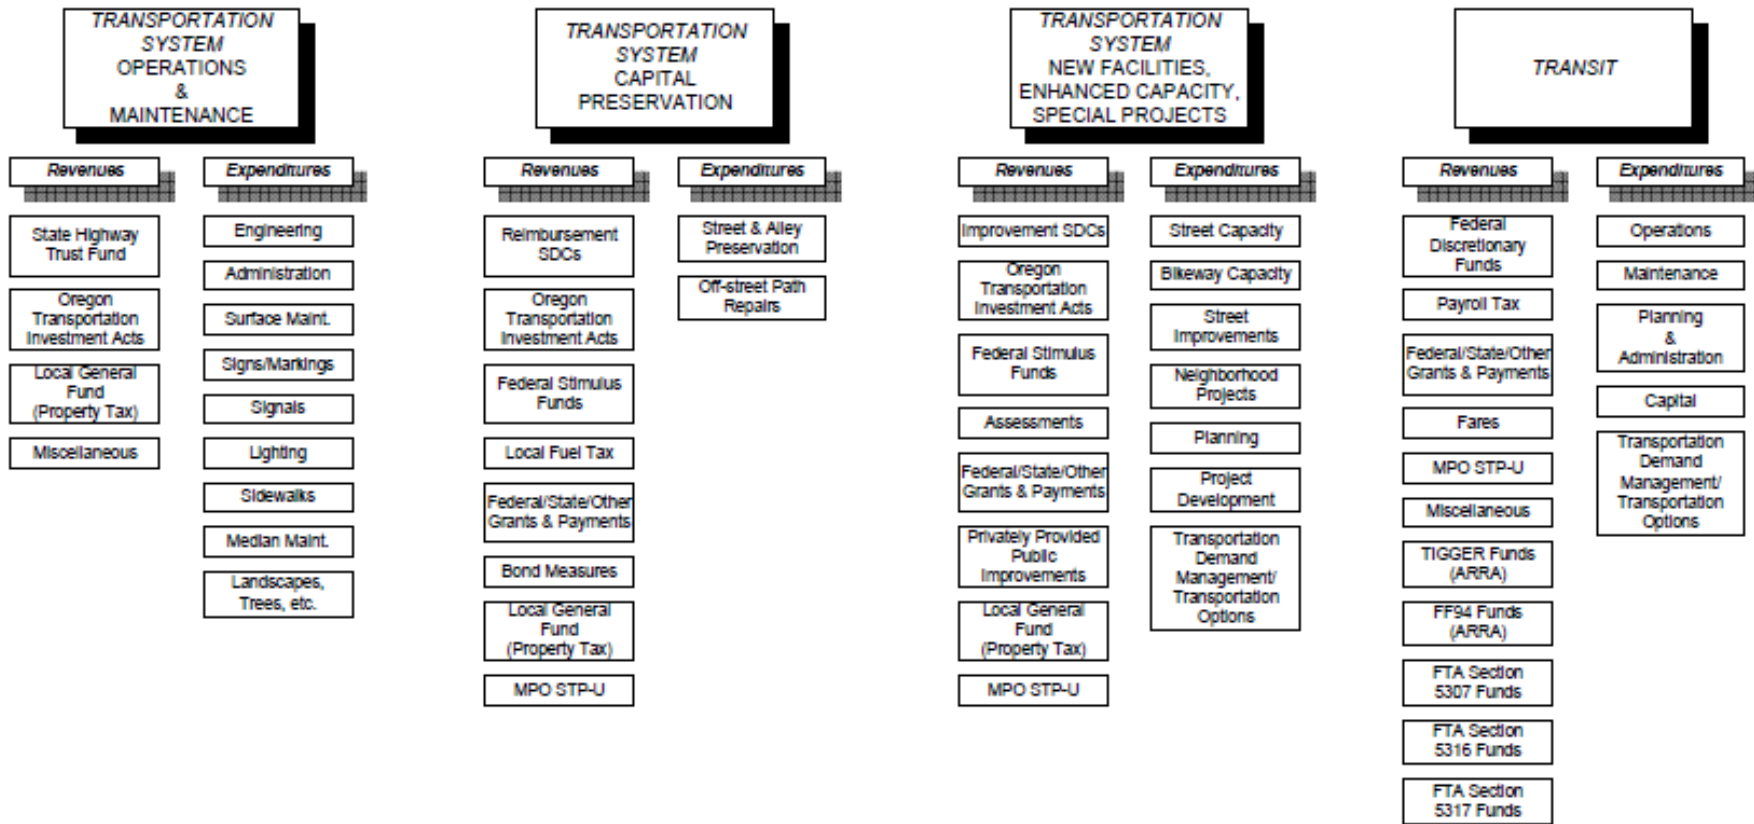 TRANSPORTATION
SYSTEM
OPERATIONS
&
MAINTENANCE
Revenues
State Highway
Trust Fund
Oregon
Transportation
Investment Acts
Local General
Fund
(Property Tax)
Miscellaneous
Expenditures
Engineering
Administration
Surface Maint.
Signs/Markings
Signals
Lighting
Sidewalks
Median Maint.
Landscapes,
Trees, etc.
TRANSPORTATION
SYSTEM
CAPITAL
PRESERVATION
Revenues
Reimbursement
SDCs
Oregon
Transportation
Investment Acts
Federal Stimulus
Funds
Local Fuel Tax
Federal/State/Other
Grants & Payments
Bond Measures
Local General
Fund
(Property Tax)
MPO STP-U
Expenditures
Street & Alley
Preservation
Off-street Path
Repairs
TRANSPORTATION
SYSTEM
NEW FACILITIES,
ENHANCED CAPACITY,
SPECIAL PROJECTS
Revenues
Improvement SDCs
Oregon
Transportation
Investment Acts
Federal Stimulus
Funds
Assessments
Federal/State/Other
Grants & Payments
Privately Provided
Public
Improvements
Local General
Fund
(Property Tax)
MPO STP-U
Expenditures
Street Capacity
Bikeway Capacity
Street
Improvements
Neighborhood
Projects
Planning
Project
Development
Transportation
Demand
Management/
Transportation
Options
TRANSIT
Revenues
Federal
Discretionary
Funds
Payroll Tax
Federal/State/Other
Grants & Payments
Fares
MPO STP-U
Miscellaneous
TIGGER Funds
(ARRA)
FF94 Funds
(ARRA)
FTA Section
5307 Funds
FTA Section
5316 Funds
FTA Section
5317 Funds
Expenditures
Operations
Maintenance
Planning
&
Administration
Capital
Transportation
Demand
Management/
Transportation
Options